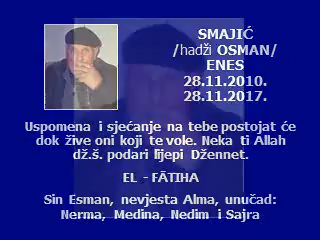 SMAJIĆ
/hadži OSMAN/
ENES
28.11.2010.
28.11.2017.
Uspomena i sjećanje na tebe postojat će
dok žive oni koji te vole. Neka ti Allah
dž.š. podari lijepi Džennet.
EL - FĀTIHA
Sin Esman, nevjesta Alma, unučad:
Nerma, Medina, Nedim i Sajra